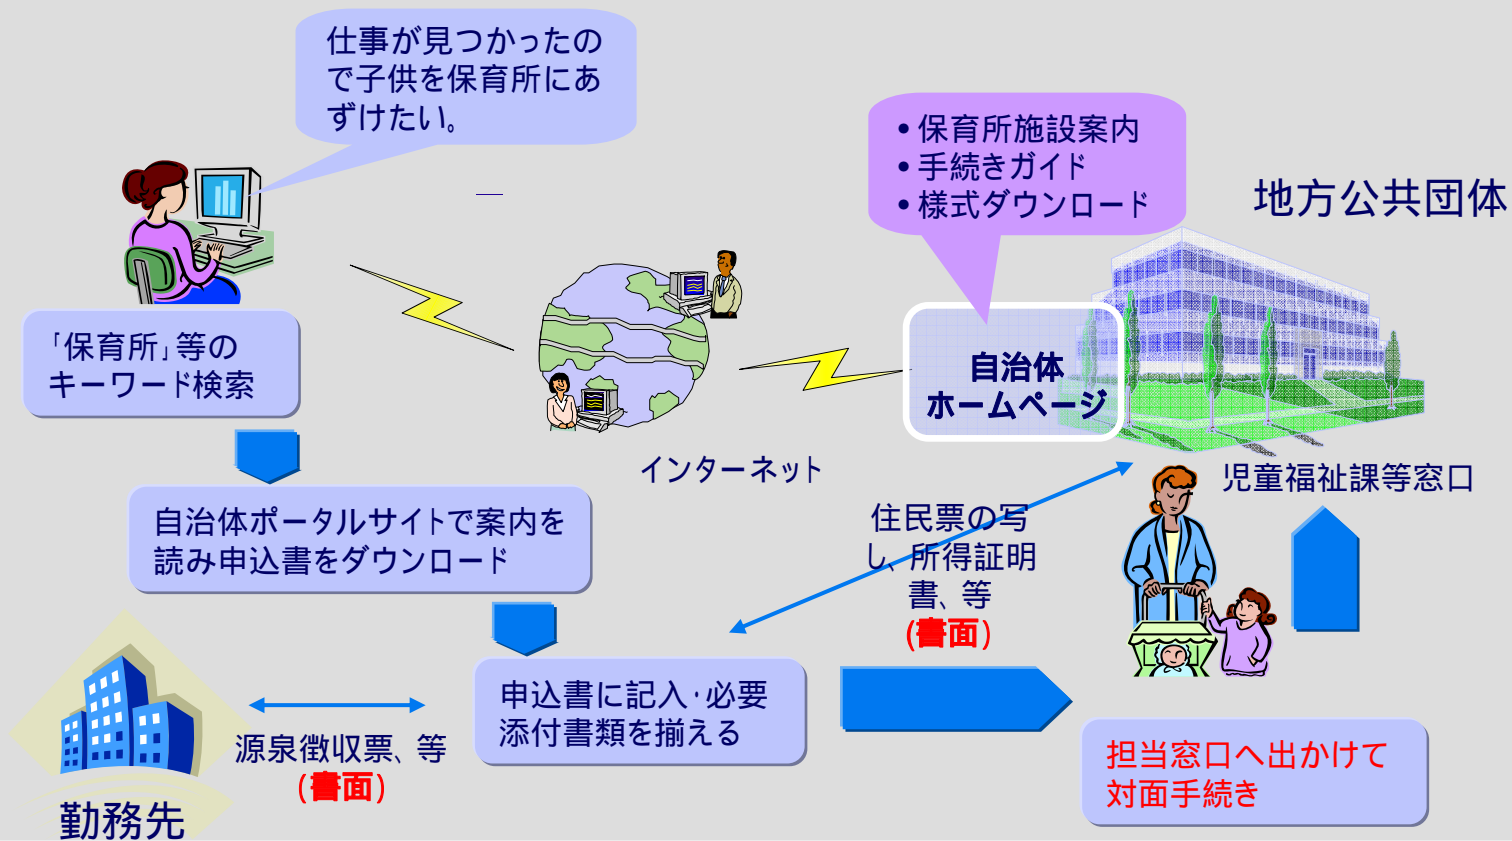 仕事が見つかったの
で子供を保育所にあ
ずけたい。
•保育所施設案内
•手続きガイド
•様式ダウンロード
地方公共団体
「保育所」等の
キーワード検索
自治体
ホームページ
インターネット
児童福祉課等窓口
自治体ポータルサイトで案内を
読み申込書をダウンロード
住民票の写
し、所得証明
書、等
(書面)
申込書に記入・必要
添付書類を揃える
源泉徴収票、等
(書面)
勤務先
担当窓口へ出かけて
対面手続き